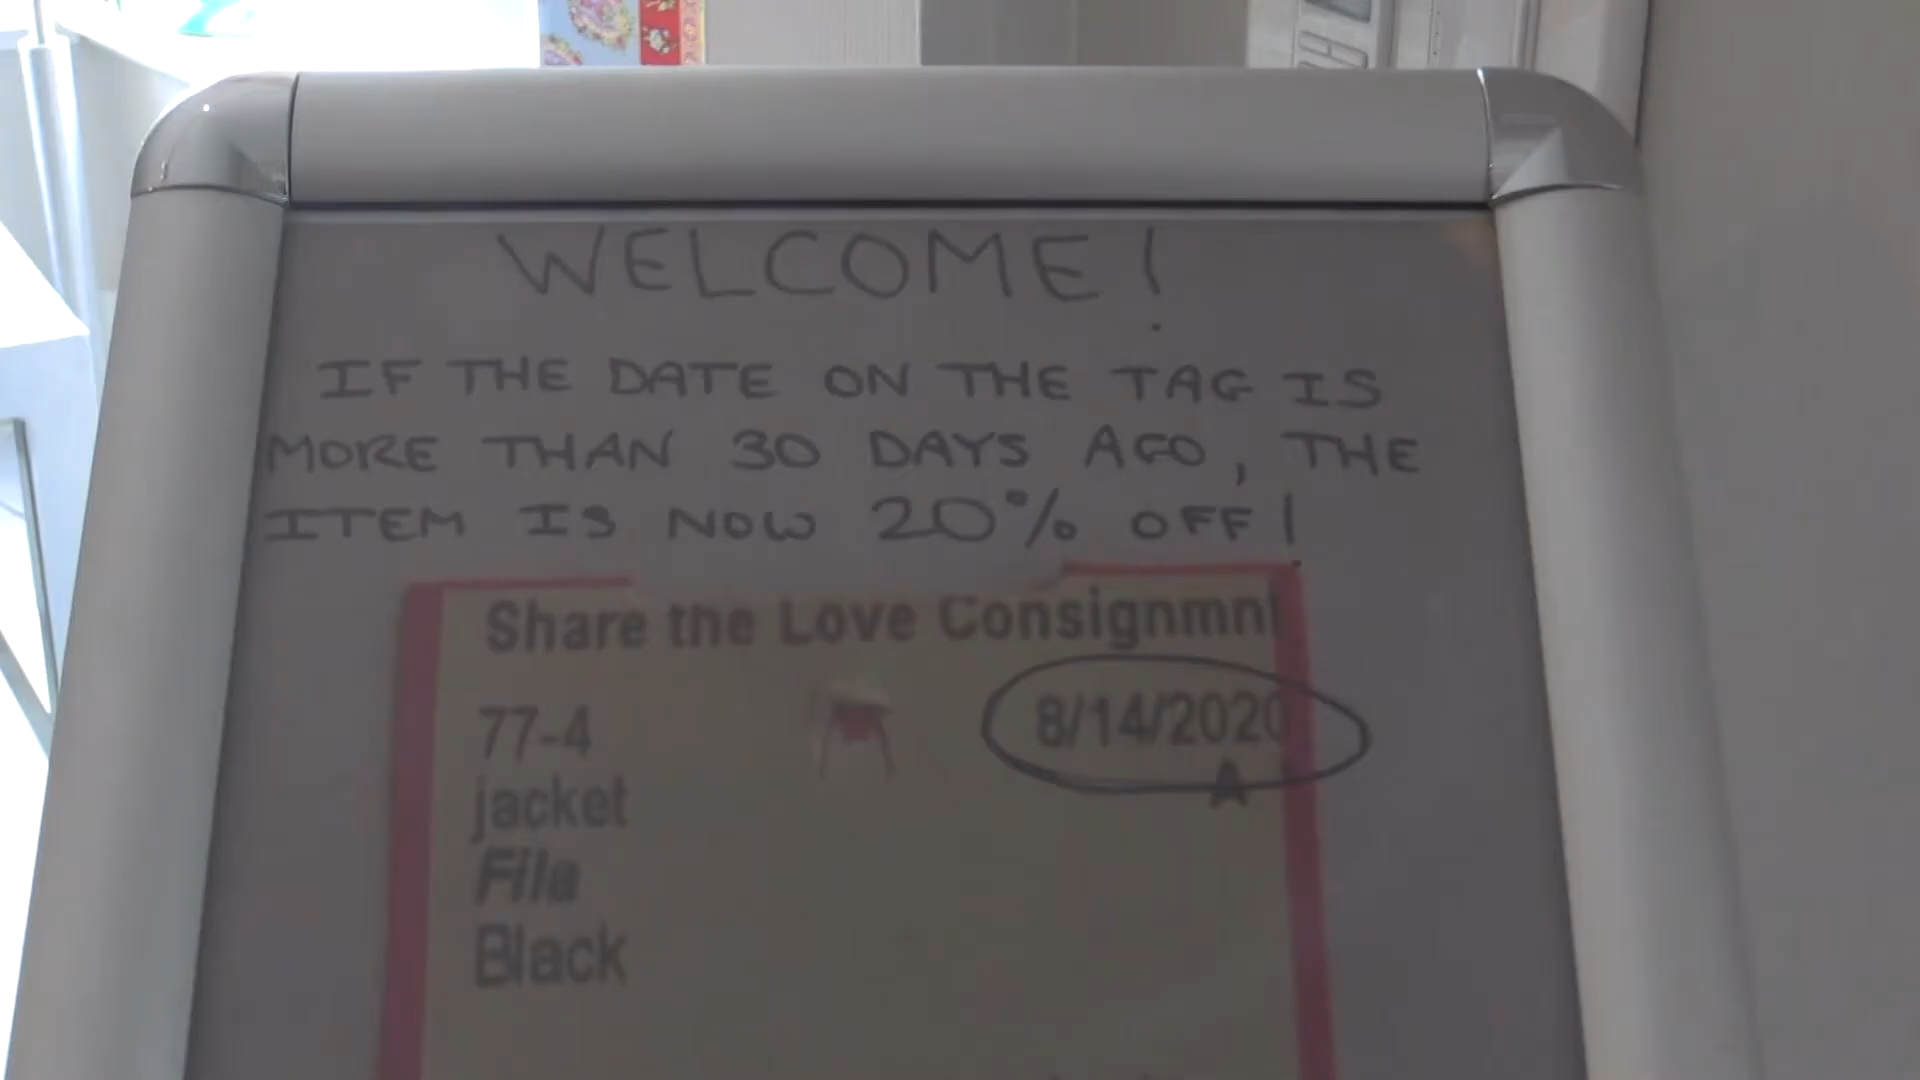 WELCOME!
IF THE DATE ON THE TAG IS
MORE THAN 30 DAYS AGO, THE
ITEM IS NOW 20% OFF!
Share the Love Consignmnt
77-4 8/14/2020
A
jacket
Fila
Black